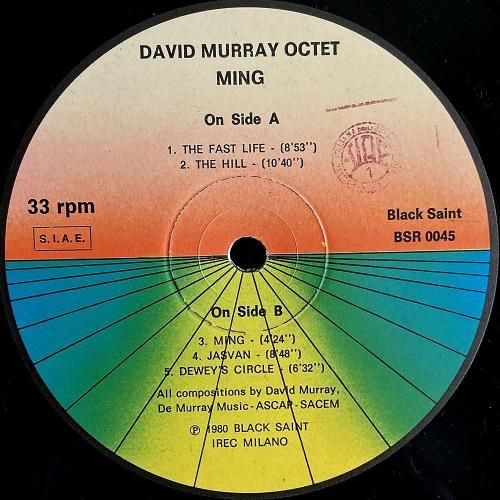 DAVID MURRAY OCTET
MING
On Side A
1. THE FAST LIFE - (8'53'')
2. THE HILL - (10'40'')
33 rpm
S.I.A.E.
Black Saint
BSR 0045
On Side B
3. MING - (4'24'')
4. JASVAN - (8'48'')
5. DEWEY'S CIRCLE - (6'32'')
All compositions by David Murray,
De Murray Music - ASCAP - SACEM
℗ 1980 BLACK SAINT
IREC MILANO